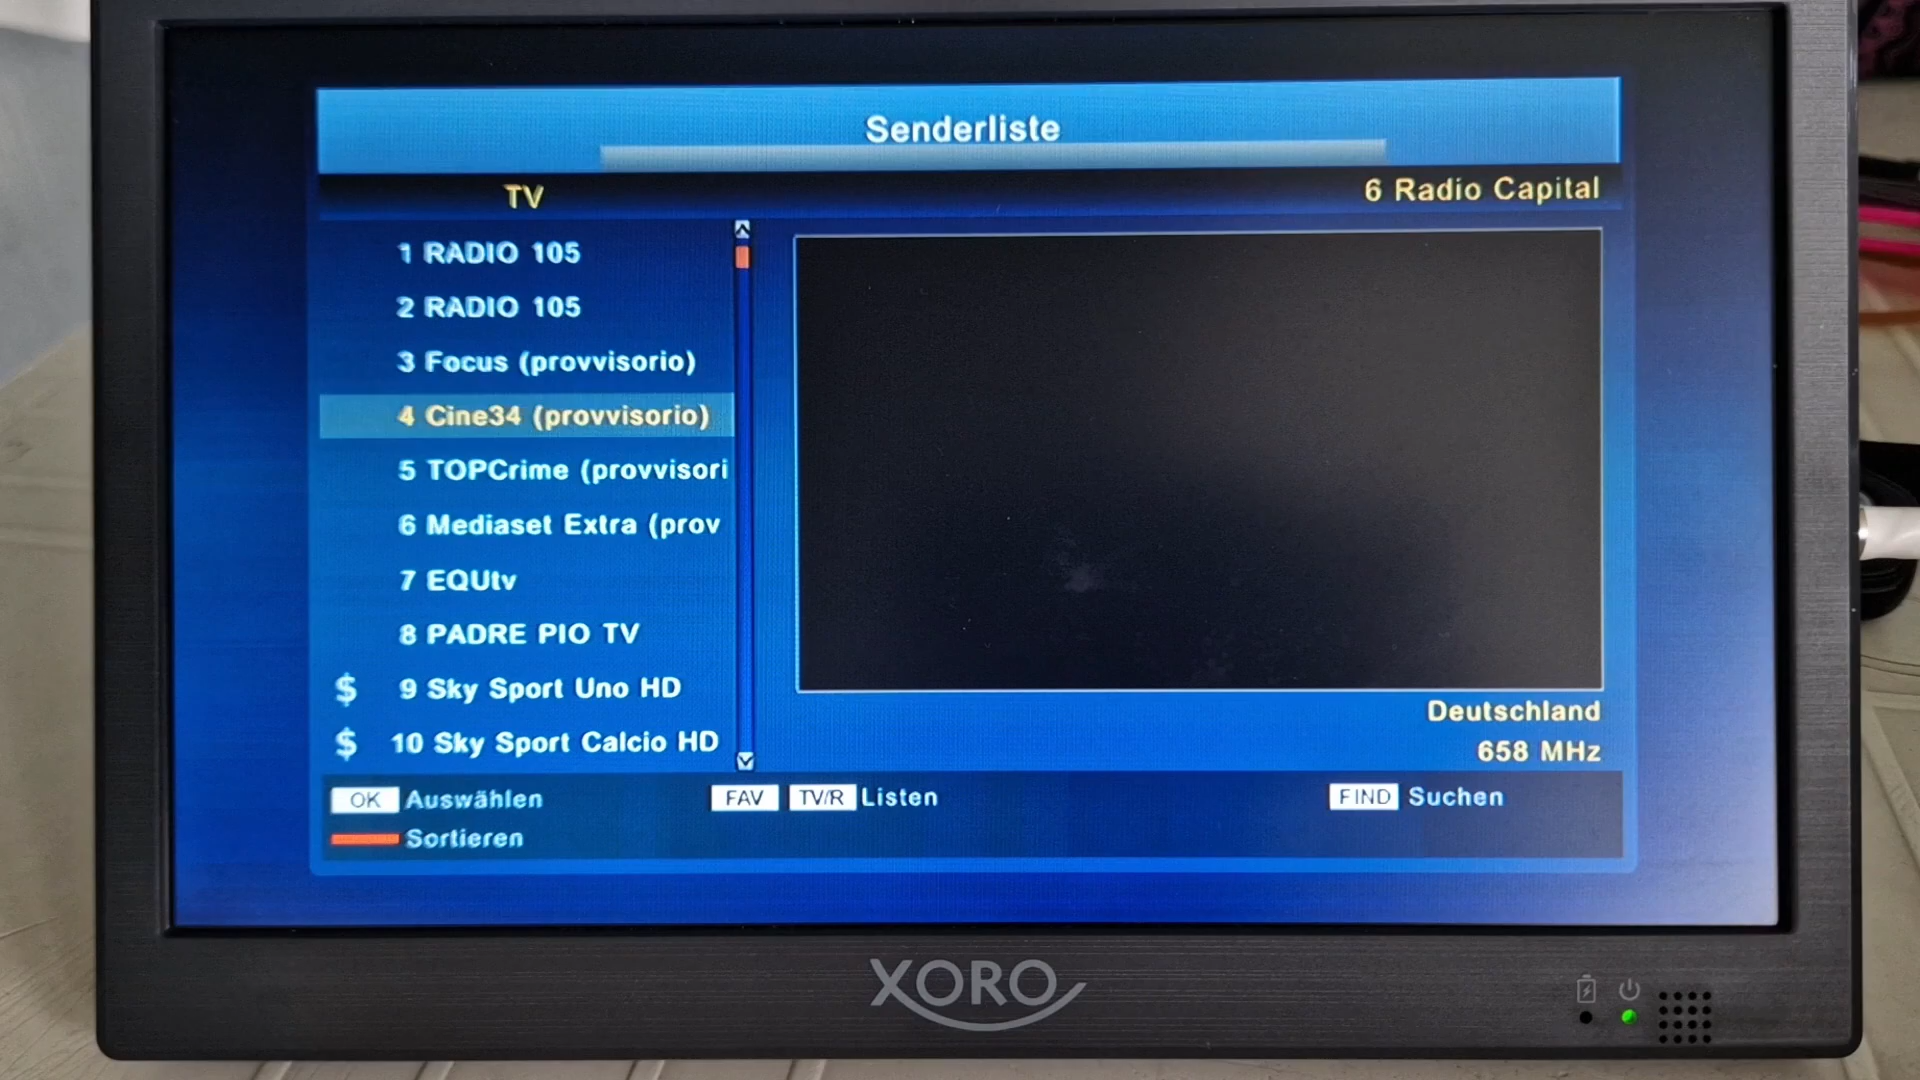 Senderliste
TV
6 Radio Capital
1 RADIO 105
2 RADIO 105
3 Focus (provvisorio)
4 Cine34 (provvisorio)
5 TOPCrime (provvisori
6 Mediaset Extra (prov
7 EQUtv
8 PADRE PIO TV
$ 9 Sky Sport Uno HD
$ 10 Sky Sport Calcio HD
Deutschland
658 MHz
OK Auswählen
FAV TV/R Listen
FIND Suchen
Sortieren
XORO